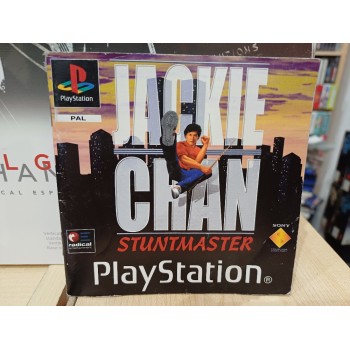 PlayStation
PAL
JACKIE
CHAN
STUNTMASTER
radical
SONY
PlayStation®